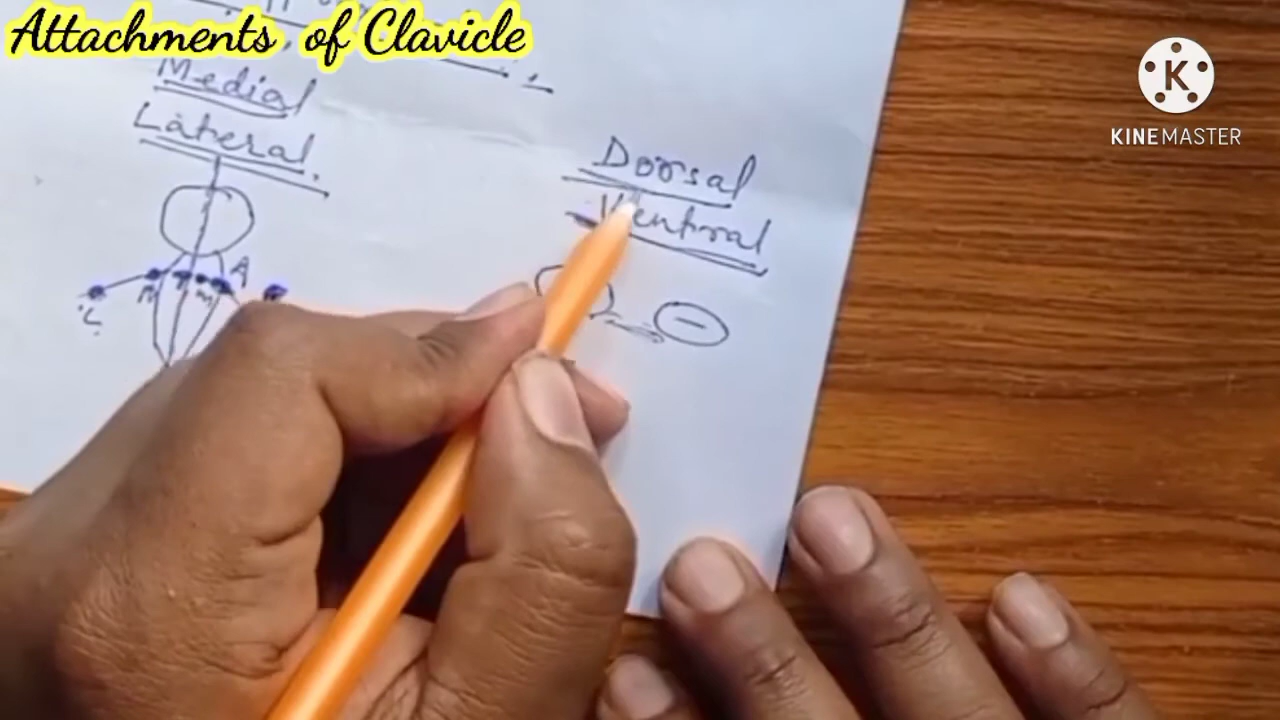 Attachments of Clavicle
KINEMASTER
Medial
Lateral.
Dorsal
Ventral
A
M
m
L